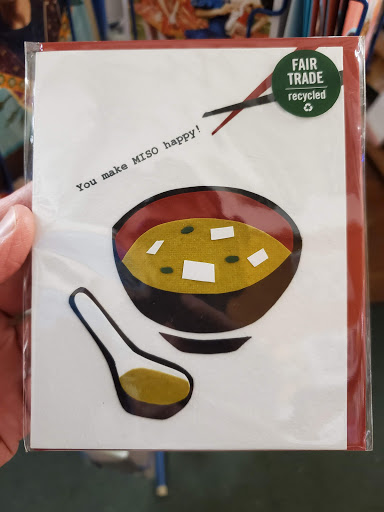 FAIR
TRADE
recycled
You make MISO happy!